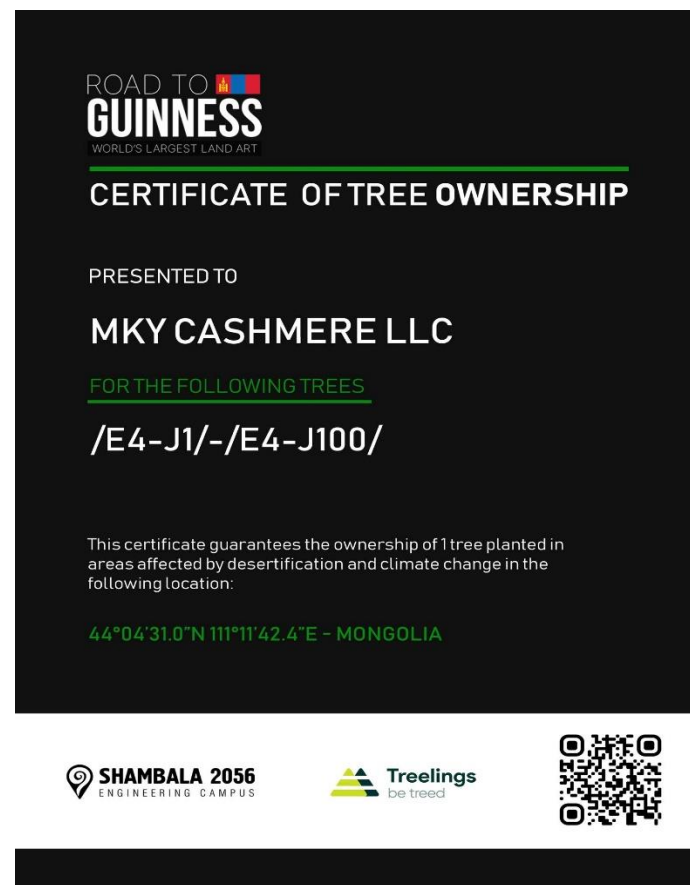 ROAD TO
GUINNESS
WORLD'S LARGEST LAND ART
CERTIFICATE OF TREE OWNERSHIP
PRESENTED TO
MKY CASHMERE LLC
FOR THE FOLLOWING TREES
/E4-J1/-/E4-J100/
This certificate guarantees the ownership of 1 tree planted in
areas affected by desertification and climate change in the
following location:
44°04'31.0"N 111°11'42.4"E - MONGOLIA
SHAMBALA 2056
ENGINEERING CAMPUS
Treelings
be treed